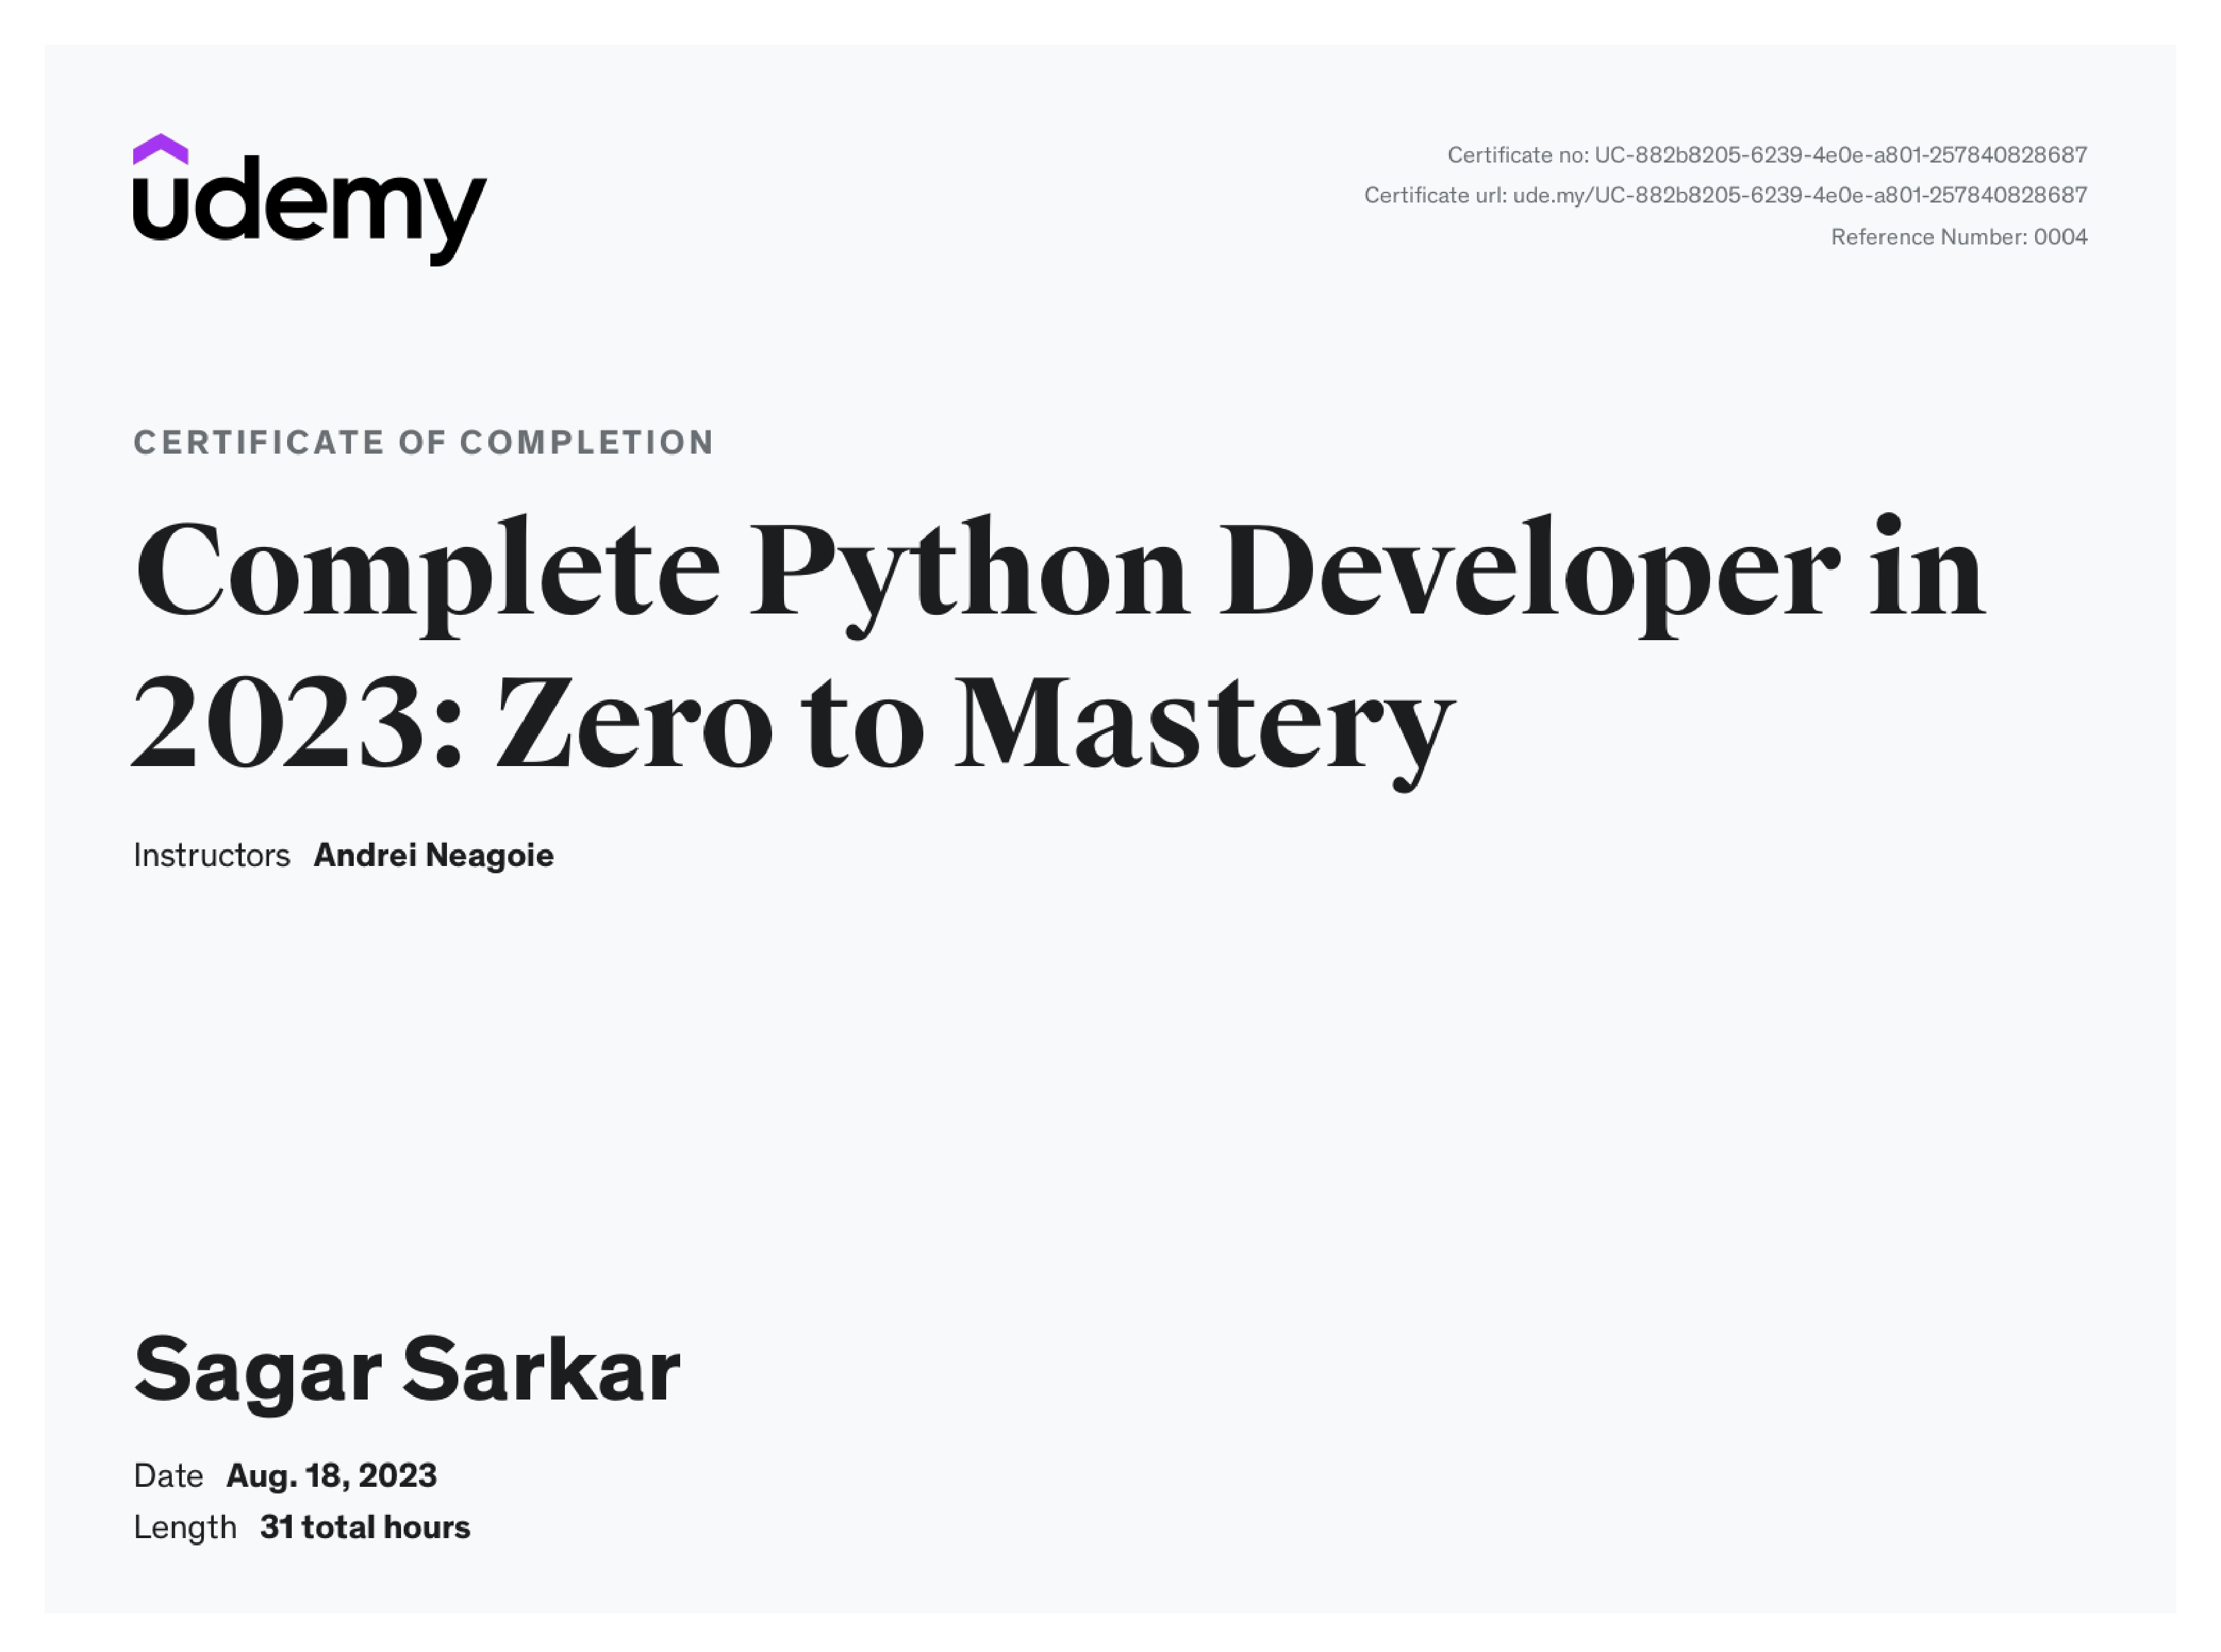 udemy
Certificate no: UC-882b8205-6239-4e0e-a801-257840828687
Certificate url: ude.my/UC-882b8205-6239-4e0e-a801-257840828687
Reference Number: 0004
CERTIFICATE OF COMPLETION
Complete Python Developer in
2023: Zero to Mastery
Instructors Andrei Neagoie
Sagar Sarkar
Date Aug. 18, 2023
Length 31 total hours